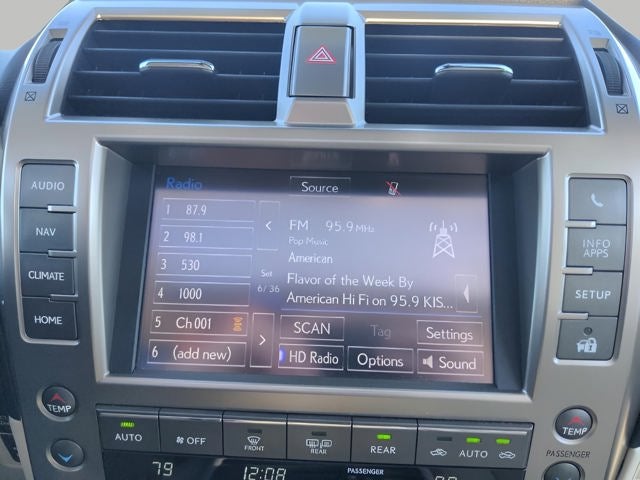 AUDIO
NAV
CLIMATE
HOME
TEMP
Radio
Source
1 87.9
2 98.1
3 530
4 1000
5 Ch 001
6 (add new)
Set
6/36
FM 95.9 MHz
Pop Music
American
Flavor of the Week By
American Hi Fi on 95.9 KIS...
SCAN
Tag
Settings
HD Radio
Options
Sound
INFO
APPS
SETUP
TEMP
AUTO
OFF
FRONT
REAR
REAR
AUTO
79
12:08
PASSENGER